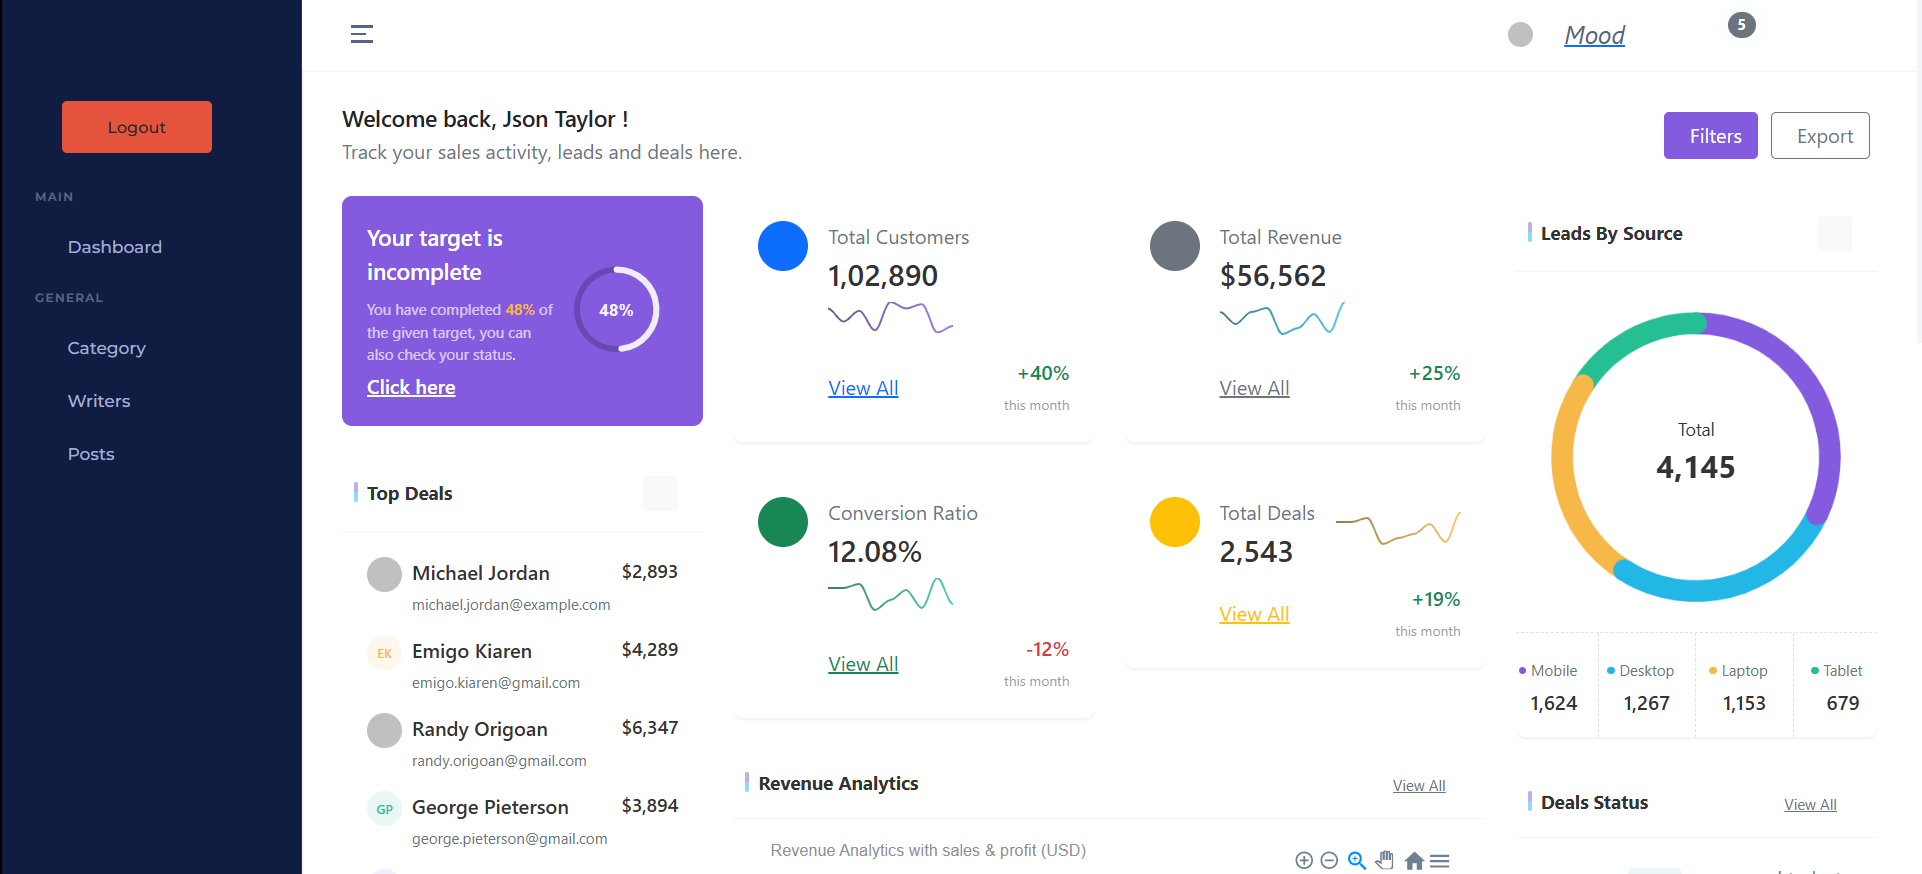 Mood
5
Logout
MAIN
Dashboard
GENERAL
Category
Writers
Posts
Welcome back, Json Taylor !
Track your sales activity, leads and deals here.
Filters
Export
Your target is
incomplete
You have completed 48% of
the given target, you can
also check your status.
Click here
48%
Total Customers
1,02,890
View All
+40%
this month
Total Revenue
$56,562
View All
+25%
this month
Conversion Ratio
12.08%
View All
-12%
this month
Total Deals
2,543
View All
+19%
this month
Leads By Source
Total
4,145
Mobile
1,624
Desktop
1,267
Laptop
1,153
Tablet
679
Top Deals
Michael Jordan
$2,893
michael.jordan@example.com
EK
Emigo Kiaren
$4,289
emigo.kiaren@gmail.com
Randy Origoan
$6,347
randy.origoan@gmail.com
GP
George Pieterson
$3,894
george.pieterson@gmail.com
Revenue Analytics
View All
Revenue Analytics with sales & profit (USD)
Deals Status
View All